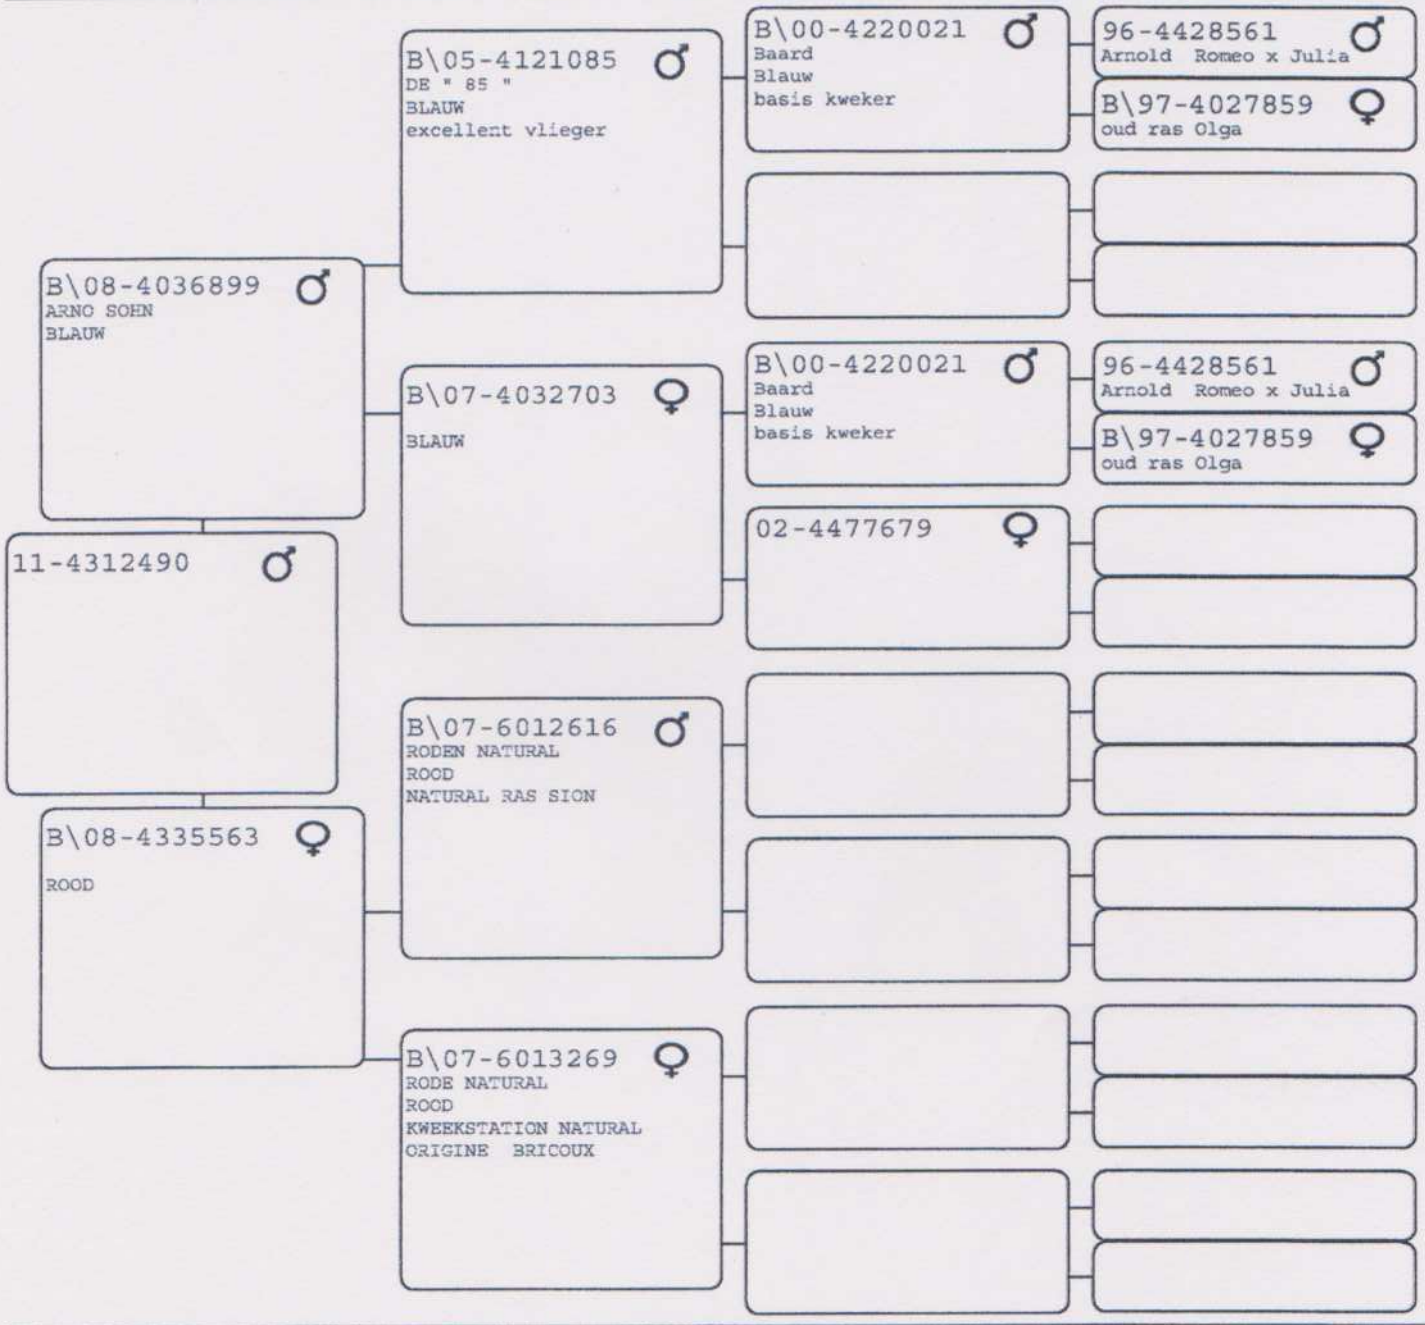 B\05-4121085
DE " 85 "
BLAUW
excellent vlieger
B\00-4220021
Baard
Blauw
basis kweker
96-4428561
Arnold Romeo x Julia
B\97-4027859
oud ras Olga
B\08-4036899
ARNO SOHN
BLAUW
B\07-4032703
BLAUW
B\00-4220021
Baard
Blauw
basis kweker
96-4428561
Arnold Romeo x Julia
B\97-4027859
oud ras Olga
02-4477679
11-4312490
B\07-6012616
RODEN NATURAL
ROOD
NATURAL RAS SION
B\08-4335563
ROOD
B\07-6013269
RODE NATURAL
ROOD
KWEEKSTATION NATURAL
ORIGINE BRICOUX